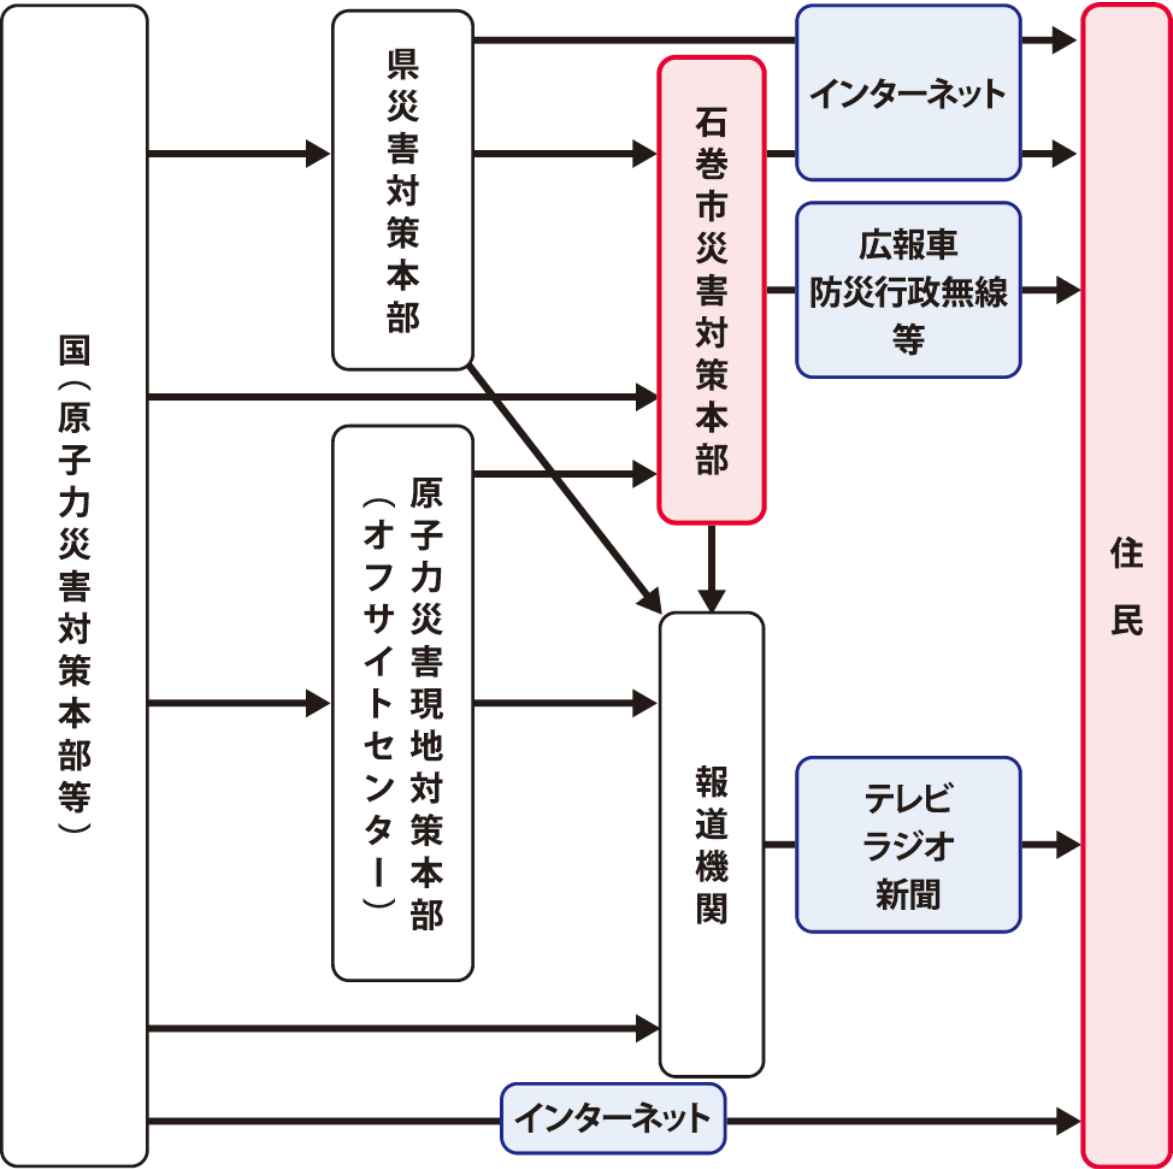 国（原子力災害対策本部等）
県災害対策本部
原子力災害現地対策本部
（オフサイトセンター）
石巻市災害対策本部
報道機関
インターネット
広報車
防災行政無線
等
テレビ
ラジオ
新聞
インターネット
住民